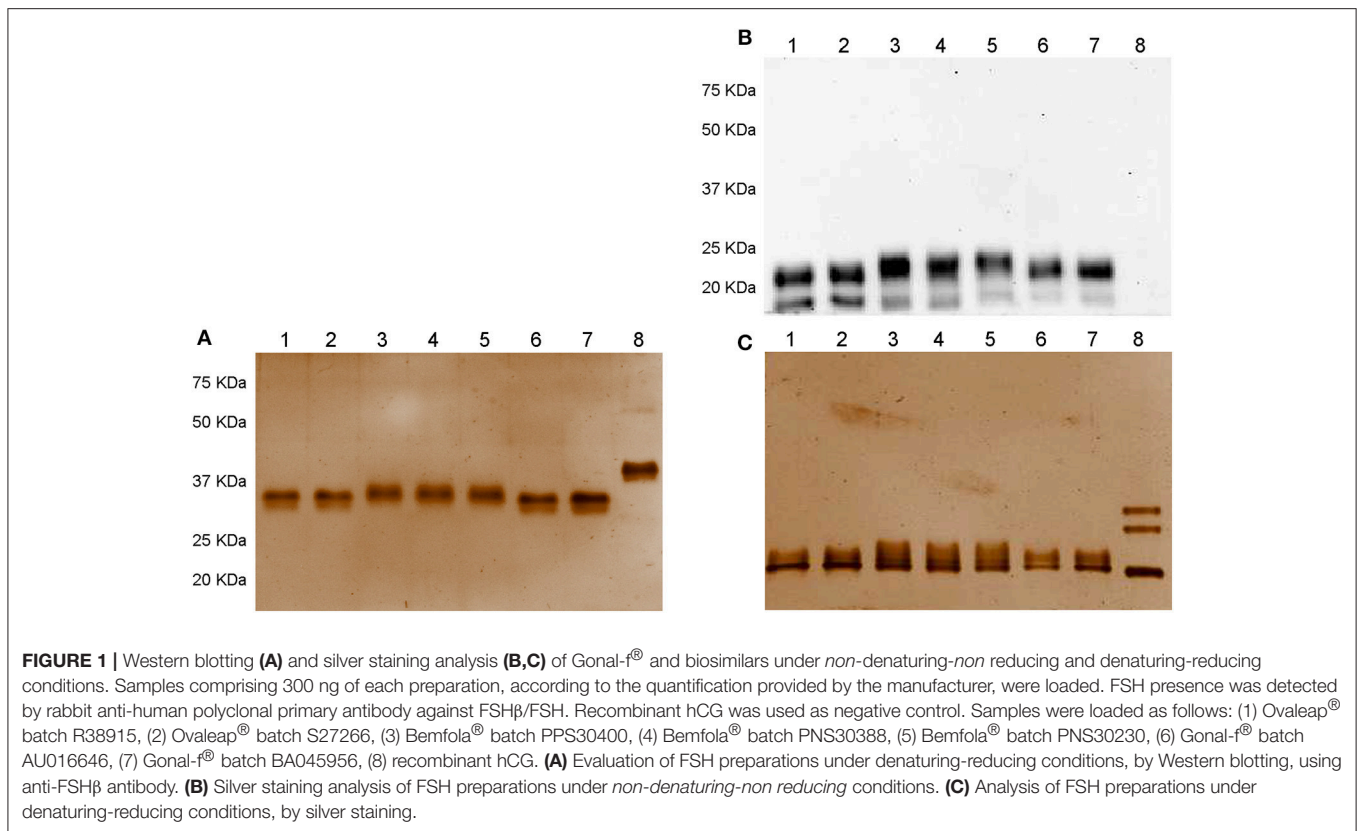 B
1 2 3 4 5 6 7 8
75 KDa
50 KDa
37 KDa
25 KDa
20 KDa
A
1 2 3 4 5 6 7 8
75 KDa
50 KDa
37 KDa
25 KDa
20 KDa
C
1 2 3 4 5 6 7 8
FIGURE 1 | Western blotting (A) and silver staining analysis (B,C) of Gonal-f® and biosimilars under non-denaturing-non reducing and denaturing-reducing
conditions. Samples comprising 300 ng of each preparation, according to the quantification provided by the manufacturer, were loaded. FSH presence was detected
by rabbit anti-human polyclonal primary antibody against FSHβ/FSH. Recombinant hCG was used as negative control. Samples were loaded as follows: (1) Ovaleap®
batch R38915, (2) Ovaleap® batch S27266, (3) Bemfola® batch PPS30400, (4) Bemfola® batch PNS30388, (5) Bemfola® batch PNS30230, (6) Gonal-f® batch
AU016646, (7) Gonal-f® batch BA045956, (8) recombinant hCG. (A) Evaluation of FSH preparations under denaturing-reducing conditions, by Western blotting, using
anti-FSHβ antibody. (B) Silver staining analysis of FSH preparations under non-denaturing-non reducing conditions. (C) Analysis of FSH preparations under
denaturing-reducing conditions, by silver staining.